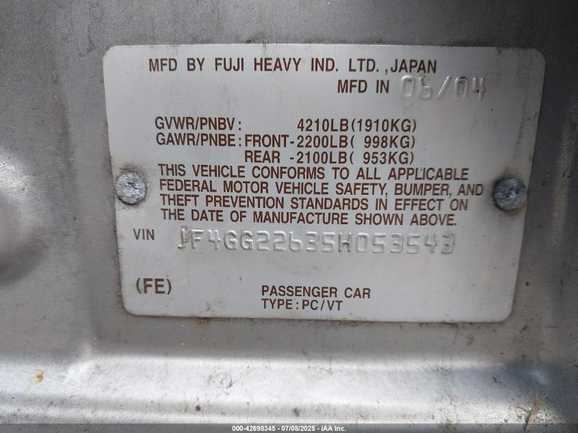 MFD BY FUJI HEAVY IND. LTD., JAPAN
MFD IN 06/04
GVWR/PNBV: 4210LB(1910KG)
GAWR/PNBE: FRONT-2200LB( 998KG)
REAR -2100LB( 953KG)
THIS VEHICLE CONFORMS TO ALL APPLICABLE
FEDERAL MOTOR VEHICLE SAFETY, BUMPER, AND
THEFT PREVENTION STANDARDS IN EFFECT ON
THE DATE OF MANUFACTURE SHOWN ABOVE.
VIN
(FE) PASSENGER CAR
TYPE:PC/VT
000-42698345 - 07/08/2025 - IAA Inc.